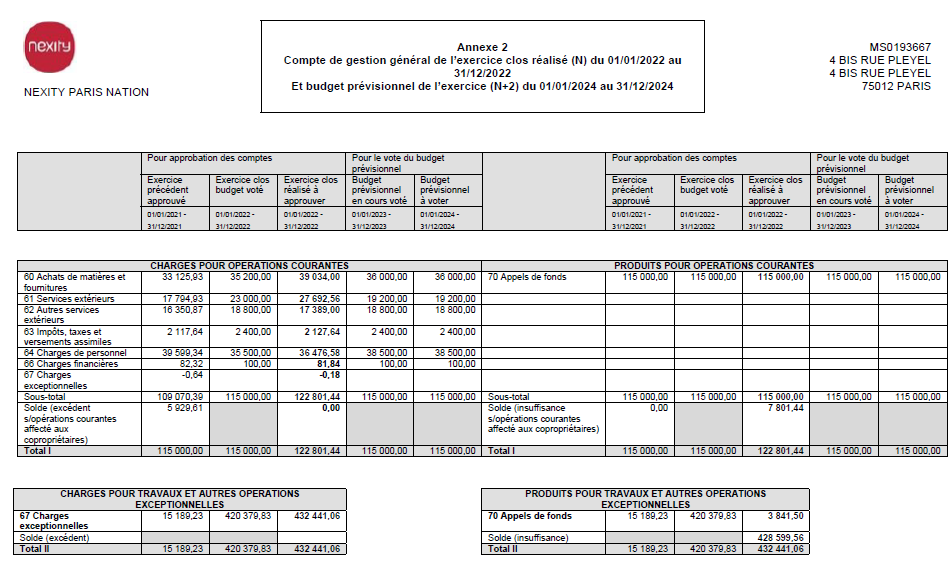 nexity
NEXITY PARIS NATION
Annexe 2
Compte de gestion général de l'exercice clos réalisé (N) du 01/01/2022 au
31/12/2022
Et budget prévisionnel de l'exercice (N+2) du 01/01/2024 au 31/12/2024
MS0193667
4 BIS RUE PLEYEL
4 BIS RUE PLEYEL
75012 PARIS
Pour approbation des comptes Pour le vote du budget Pour approbation des comptes Pour le vote du budget
prévisionnel prévisionnel
Exercice Exercice clos Exercice clos Budget Budget Exercice Exercice clos Exercice clos Budget Budget
précédent budget voté réalisé à prévisionnel prévisionnel précédent budget voté réalisé à prévisionnel prévisionnel
approuvé approuver en cours voté à voter approuvé approuver en cours voté à voter
01/01/2021 - 01/01/2022 - 01/01/2022 - 01/01/2023 - 01/01/2024 - 01/01/2021 - 01/01/2022 - 01/01/2022 - 01/01/2023 - 01/01/2024 -
31/12/2021 31/12/2022 31/12/2022 31/12/2023 31/12/2024 31/12/2021 31/12/2022 31/12/2022 31/12/2023 31/12/2024
CHARGES POUR OPERATIONS COURANTES PRODUITS POUR OPERATIONS COURANTES
60 Achats de matières et 33 125,93 35 200,00 39 034,00 36 000,00 36 000,00 70 Appels de fonds 115 000,00 115 000,00 115 000,00 115 000,00 115 000,00
fournitures
61 Services extérieurs 17 794,93 23 000,00 27 692,56 19 200,00 19 200,00
62 Autres services 16 350,87 18 800,00 17 389,00 18 800,00 18 800,00
extérieurs
63 Impôts, taxes et 2 117,64 2 400,00 2 127,64 2 400,00 2 400,00
versements assimiles
64 Charges de personnel 39 599,34 35 500,00 36 476,58 38 500,00 38 500,00
66 Charges financières 82,32 100,00 81,84 100,00 100,00
67 Charges -0,64 -0,18
exceptionnelles
Sous-total 109 070,39 115 000,00 122 801,44 115 000,00 115 000,00 Sous-total 115 000,00 115 000,00 115 000,00 115 000,00 115 000,00
Solde (excédent 5 929,61 0,00 Solde (insuffisance 0,00 7 801,44
s/opérations courantes s/opérations courantes
affecté aux affecté aux copropriétaires)
copropriétaires)
Total I 115 000,00 115 000,00 122 801,44 115 000,00 115 000,00 Total I 115 000,00 115 000,00 122 801,44 115 000,00 115 000,00
CHARGES POUR TRAVAUX ET AUTRES OPERATIONS PRODUITS POUR TRAVAUX ET AUTRES OPERATIONS
EXCEPTIONNELLES EXCEPTIONNELLES
67 Charges 15 189,23 420 379,83 432 441,06 70 Appels de fonds 15 189,23 420 379,83 3 841,50
exceptionnelles
Solde (excédent) Solde (insuffisance) 428 599,56
Total II 15 189,23 420 379,83 432 441,06 Total II 15 189,23 420 379,83 432 441,06